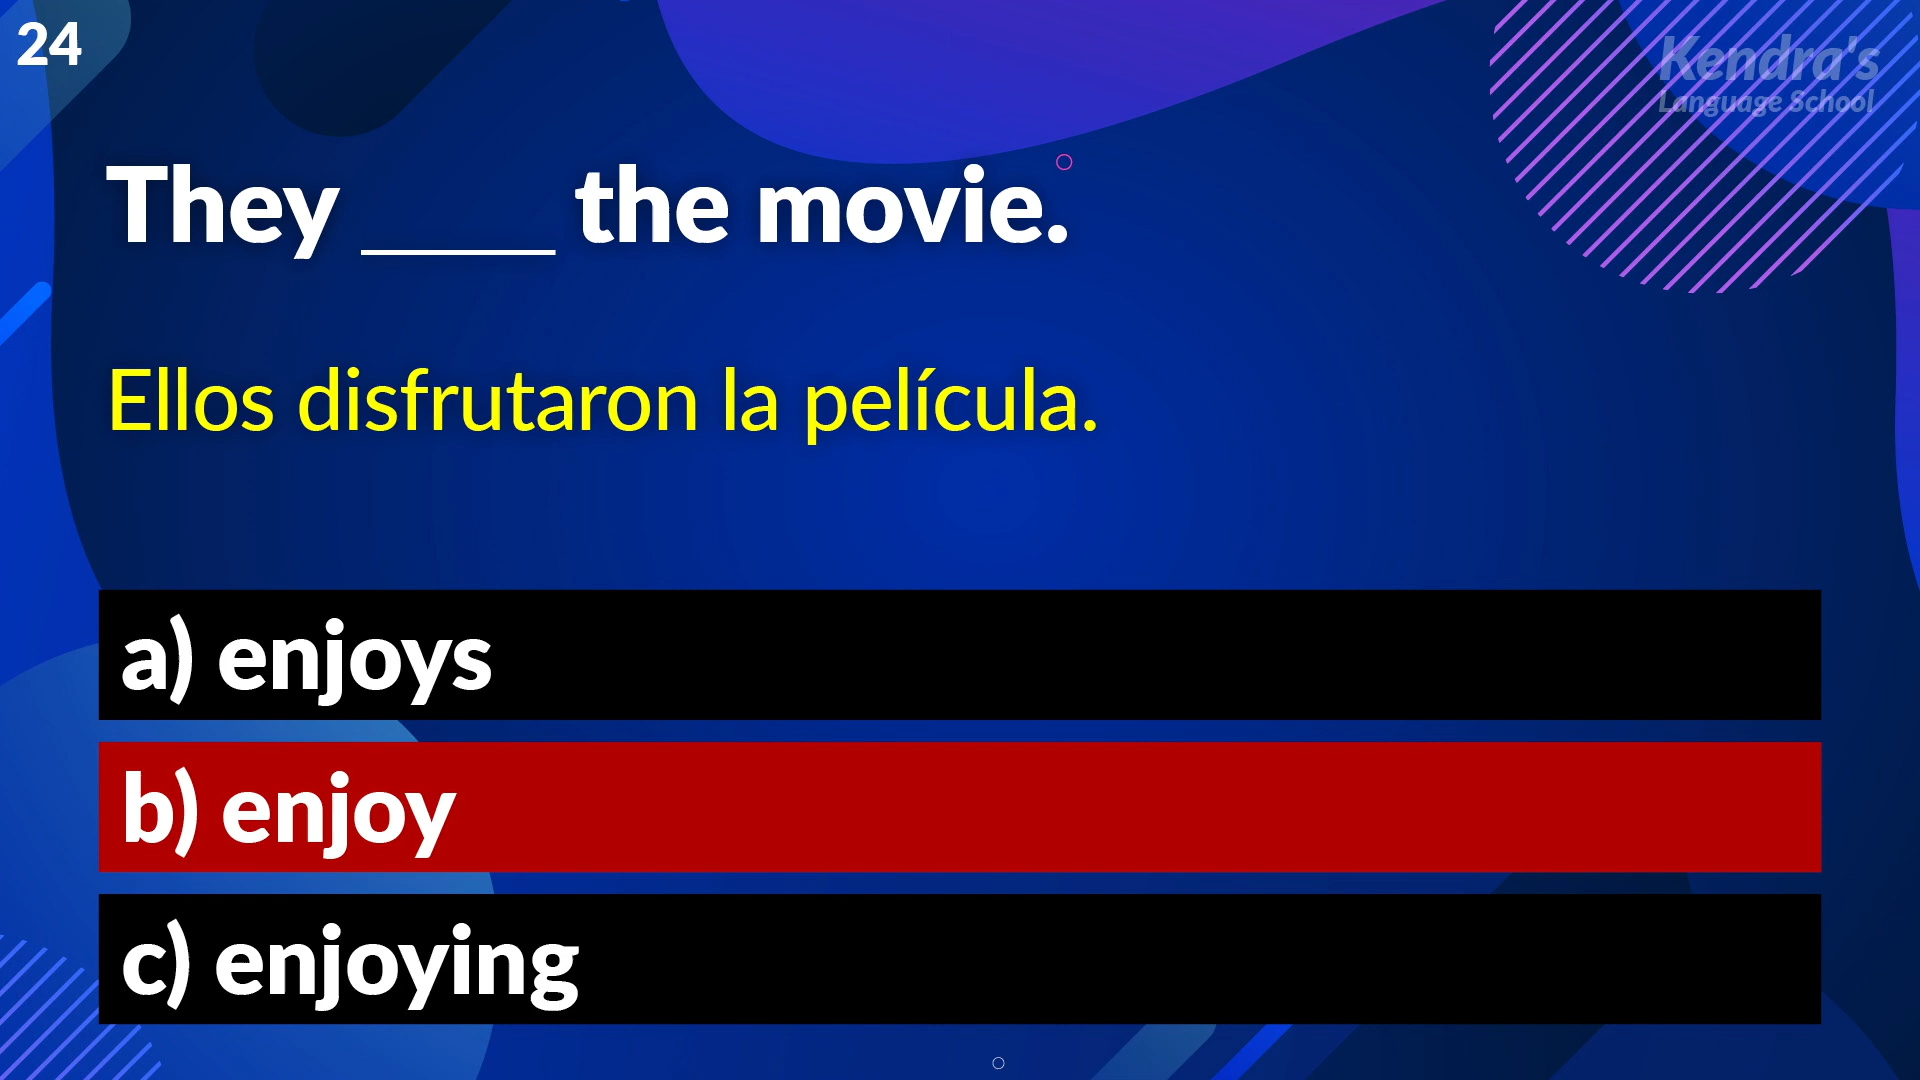 24
Kendra's
Language School
They ____ the movie.
Ellos disfrutaron la película.
a) enjoys
b) enjoy
c) enjoying